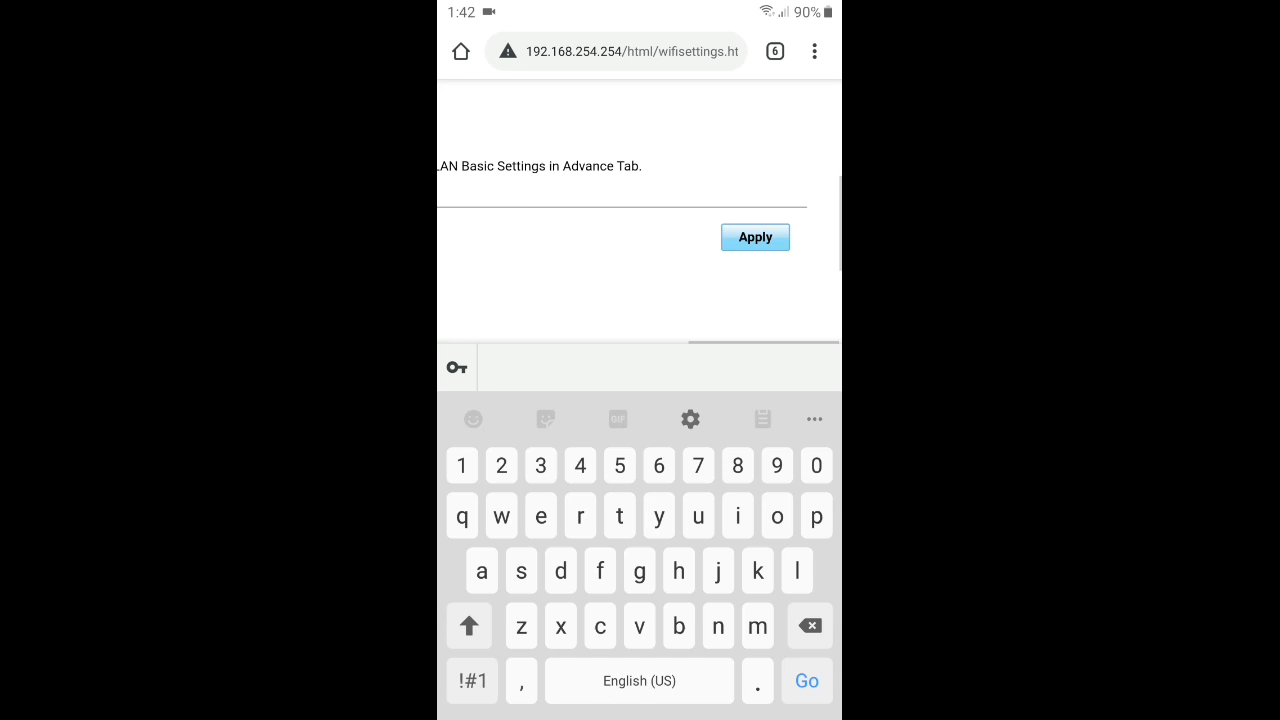 1:42 90%
192.168.254.254/html/wifisettings.ht 6
LAN Basic Settings in Advance Tab.
Apply
GIF
1 2 3 4 5 6 7 8 9 0
q w e r t y u i o p
a s d f g h j k l
z x c v b n m
!#1 , English (US) . Go